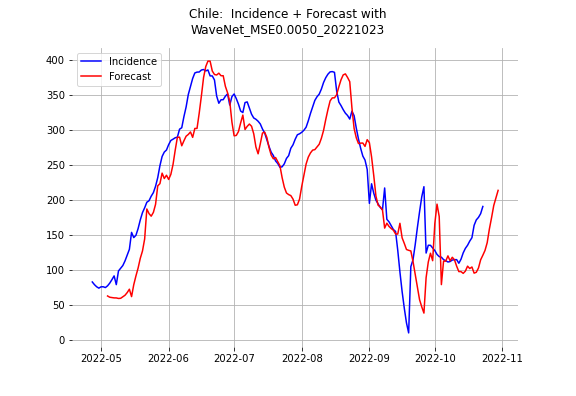 Chile:  Incidence + Forecast with
WaveNet_MSE0.0050_20221023
Incidence
Forecast
400
350
300
250
200
150
100
50
0
2022-05 2022-06 2022-07 2022-08 2022-09 2022-10 2022-11